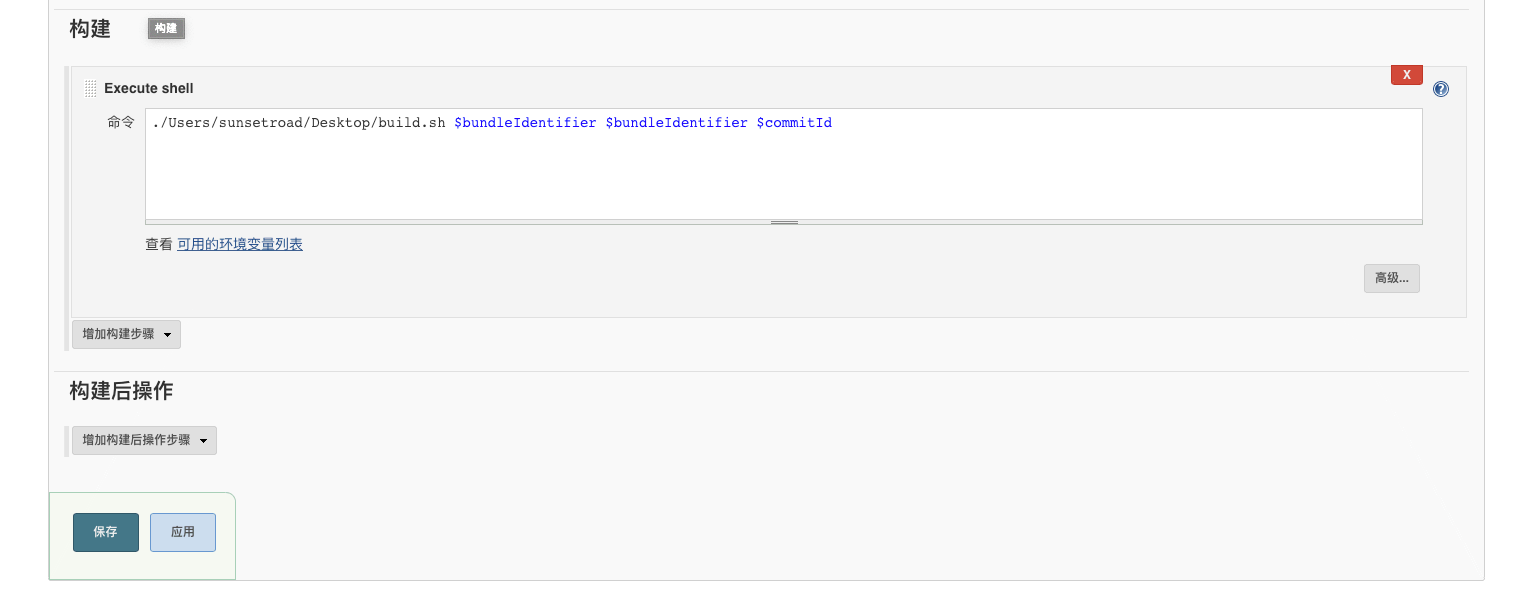 构建 构建
Execute shell X
命令 ./Users/sunsetroad/Desktop/build.sh $bundleIdentifier $bundleIdentifier $commitId
查看 可用的环境变量列表
高级...
增加构建步骤
构建后操作
增加构建后操作步骤
保存 应用